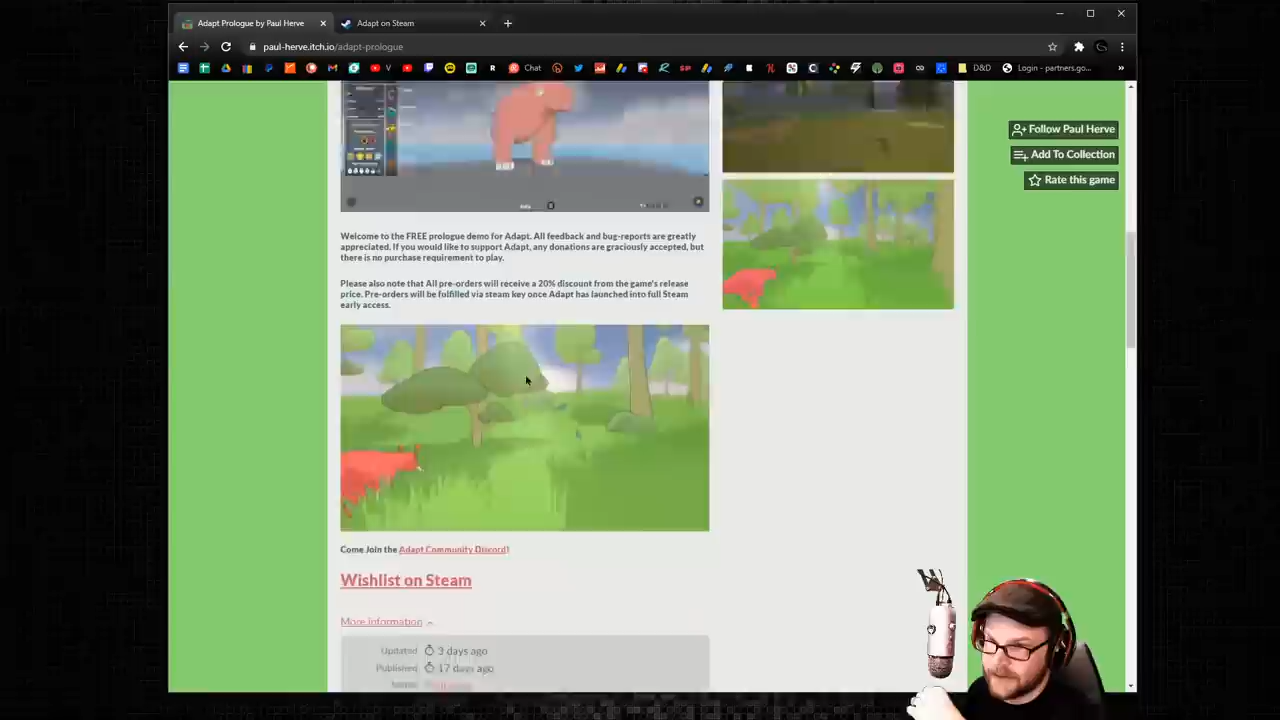 Adapt Prologue by Paul Herve
Adapt on Steam
paul-herve.itch.io/adapt-prologue
V
Chat
D&D
Login - partners.go...
Follow Paul Herve
Add To Collection
Rate this game
Welcome to the FREE prologue demo for Adapt. All feedback and bug-reports are greatly
appreciated. If you would like to support Adapt, any donations are graciously accepted, but
there is no purchase requirement to play.
Please also note that All pre-orders will receive a 20% discount from the game's release
price. Pre-orders will be fulfilled via steam key once Adapt has launched into full Steam
early access.
Come Join the Adapt Community Discord!
Wishlist on Steam
More information
Updated 3 days ago
Published 17 days ago